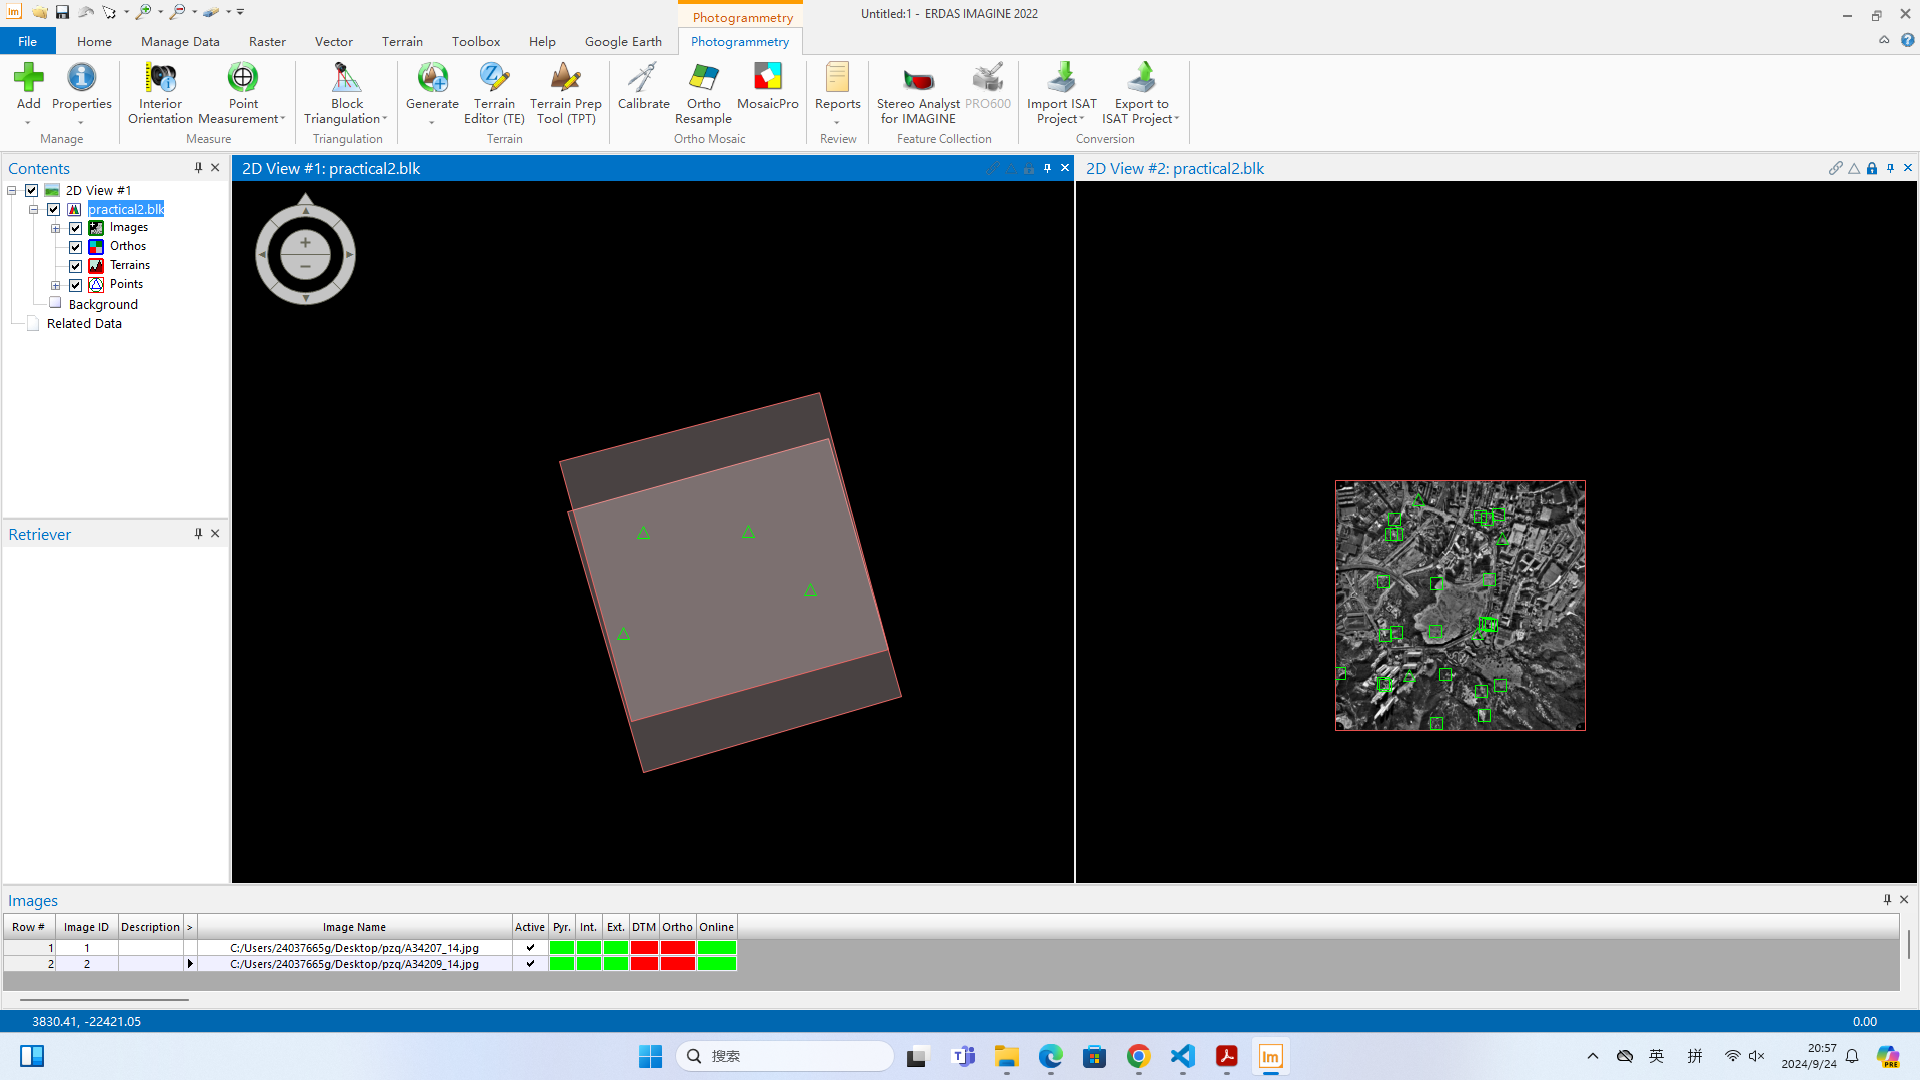 Im
Photogrammetry
Untitled:1 - ERDAS IMAGINE 2022
File Home Manage Data Raster Vector Terrain Toolbox Help Google Earth Photogrammetry
Add
Properties
Manage
Interior Orientation
Point Measurement
Measure
Block Triangulation
Triangulation
Generate
Terrain Editor (TE)
Terrain Prep Tool (TPT)
Terrain
Calibrate
Ortho Resample
MosaicPro
Ortho Mosaic
Reports
Review
Stereo Analyst for IMAGINE
PRO600
Feature Collection
Import ISAT Project
Export to ISAT Project
Conversion
Contents
2D View #1
practical2.blk
Images
Orthos
Terrains
Points
Background
Related Data
Retriever
2D View #1: practical2.blk
2D View #2: practical2.blk
Images
Row # Image ID Description > Image Name Active Pyr. Int. Ext. DTM Ortho Online
1 1 C:/Users/24037665g/Desktop/pzq/A34207_14.jpg
2 2 C:/Users/24037665g/Desktop/pzq/A34209_14.jpg
3830.41, -22421.05
0.00
搜索
Im
英
拼
20:57
2024/9/24
PRE